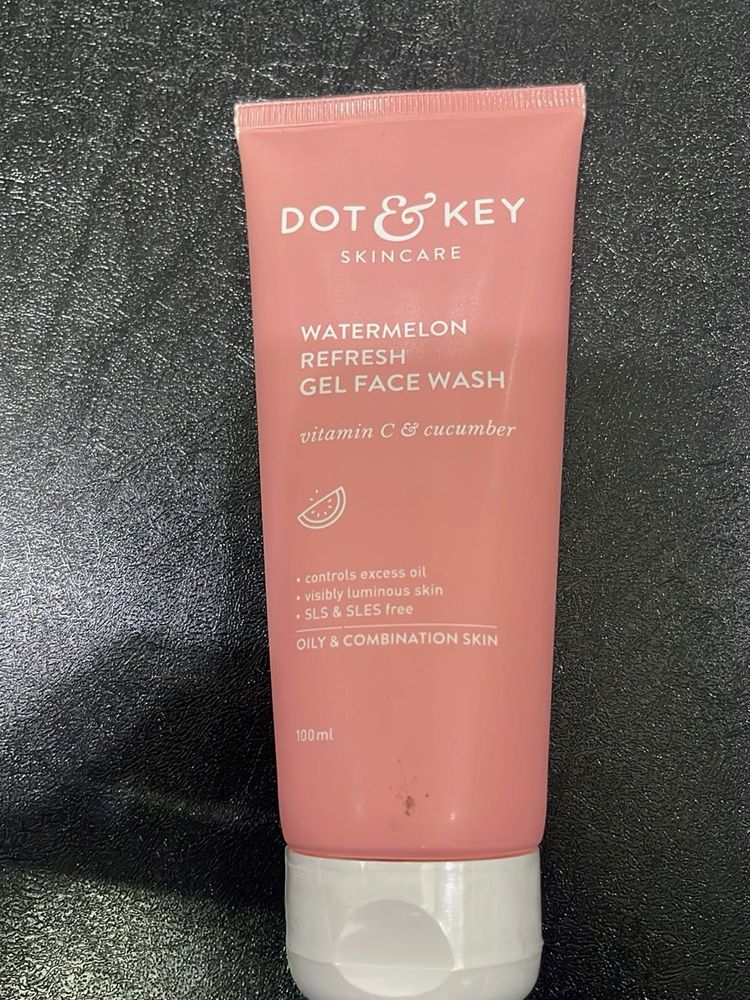 DOT & KEY
SKINCARE
WATERMELON
REFRESH
GEL FACE WASH
vitamin C & cucumber
• controls excess oil
• visibly luminous skin
• SLS & SLES free
OILY & COMBINATION SKIN
100ml